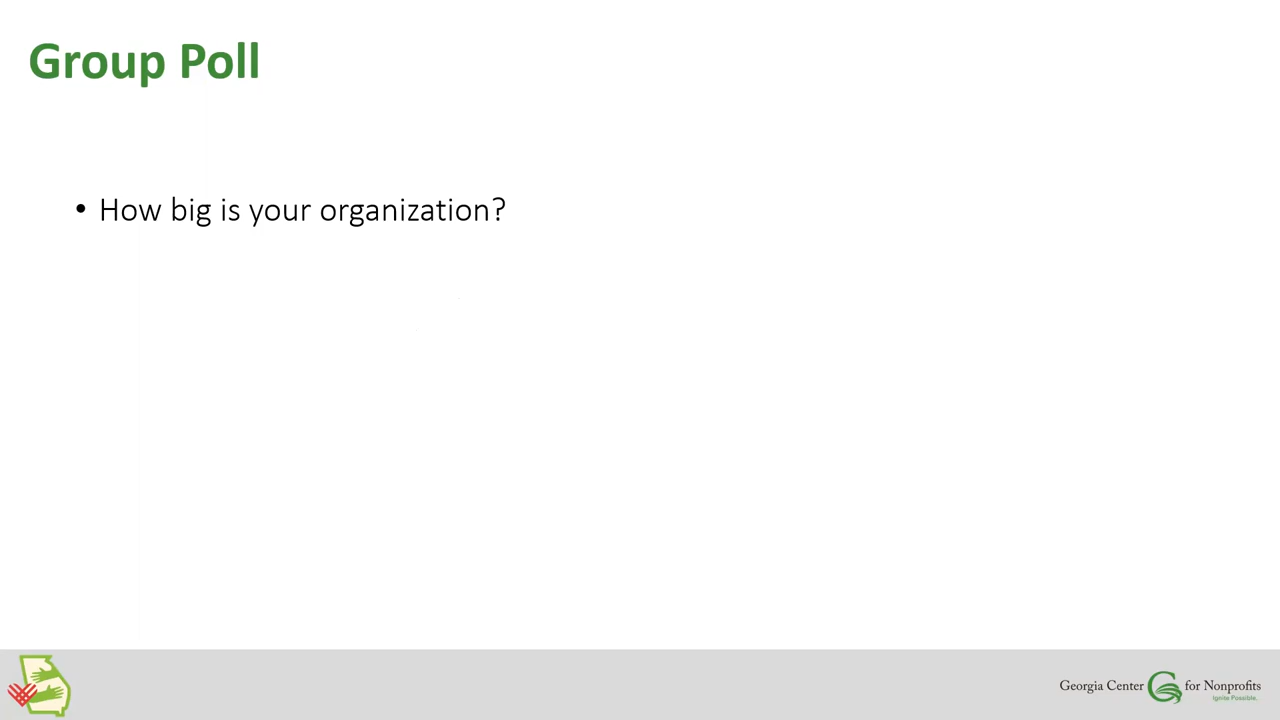 Group Poll
• How big is your organization?
Georgia Center for Nonprofits
Ignite Possible.